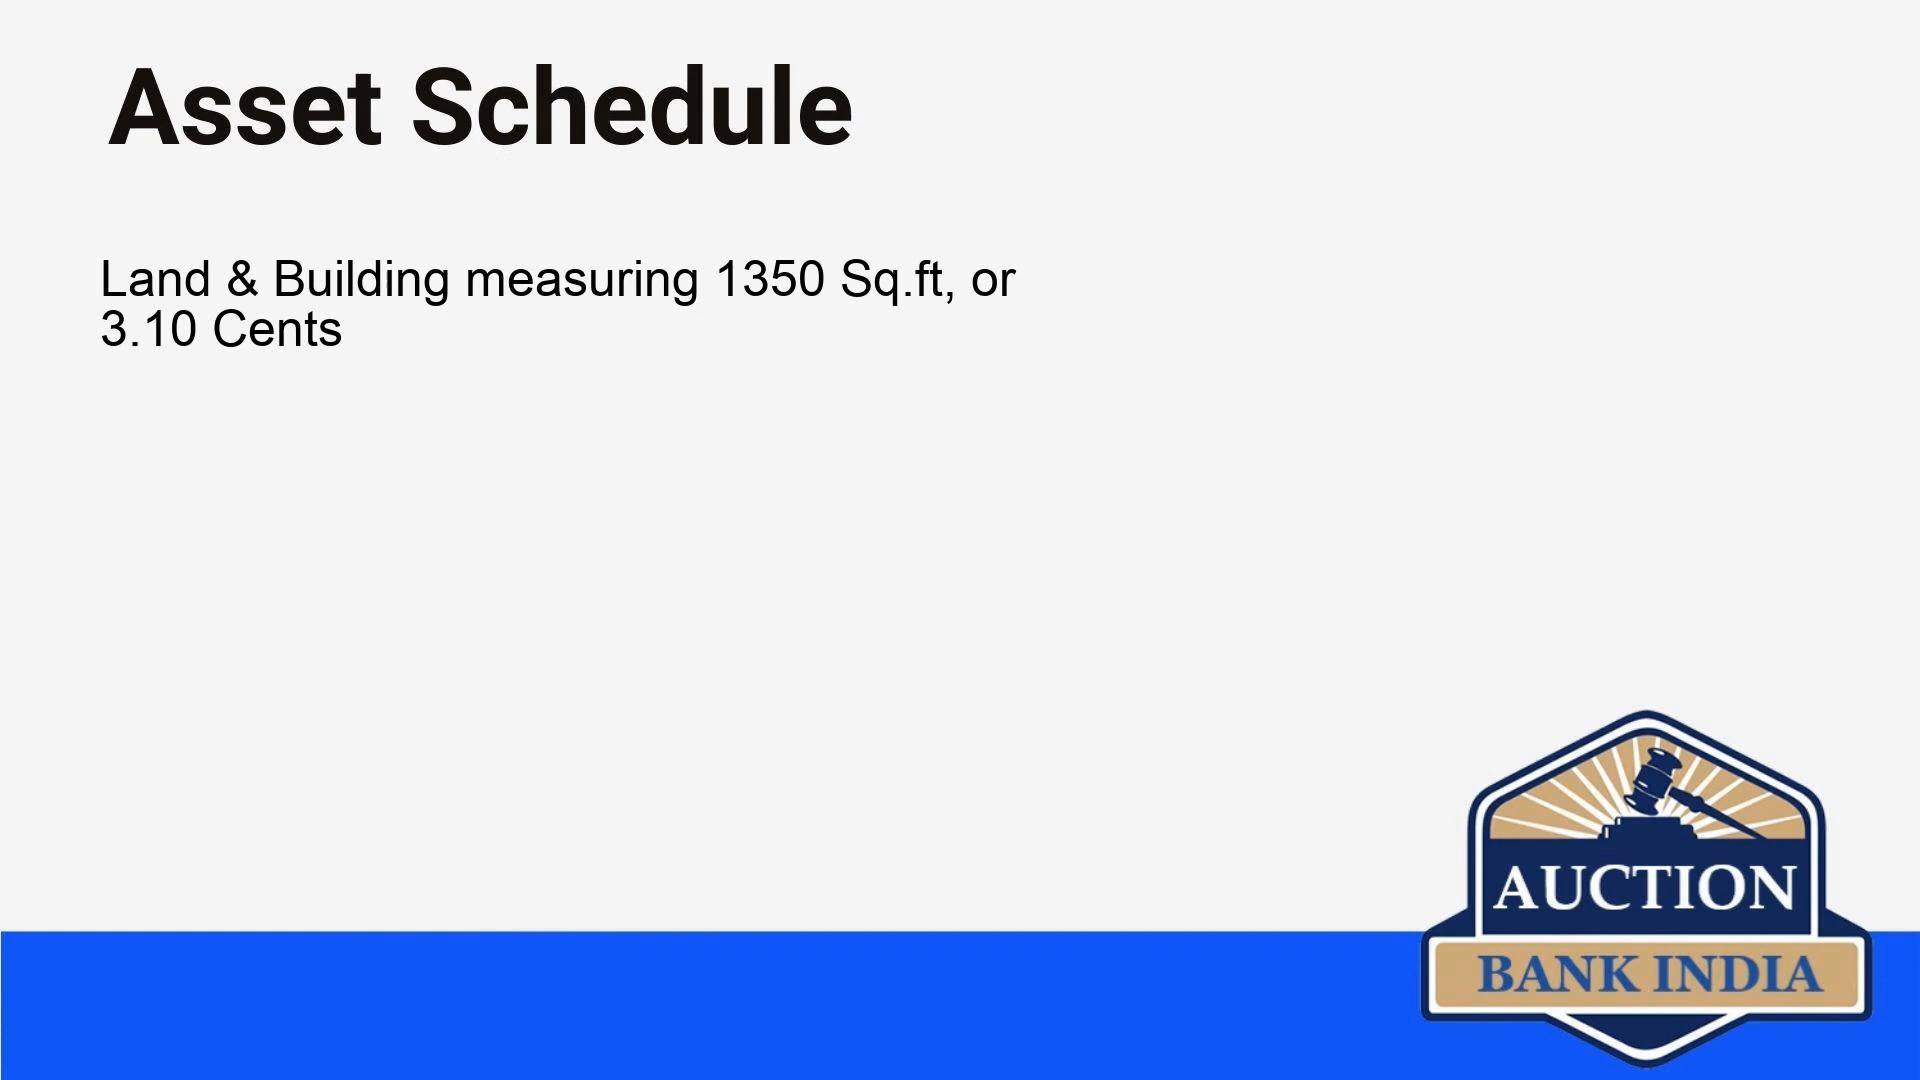 Asset Schedule
Land & Building measuring 1350 Sq.ft, or
3.10 Cents
AUCTION
BANK INDIA